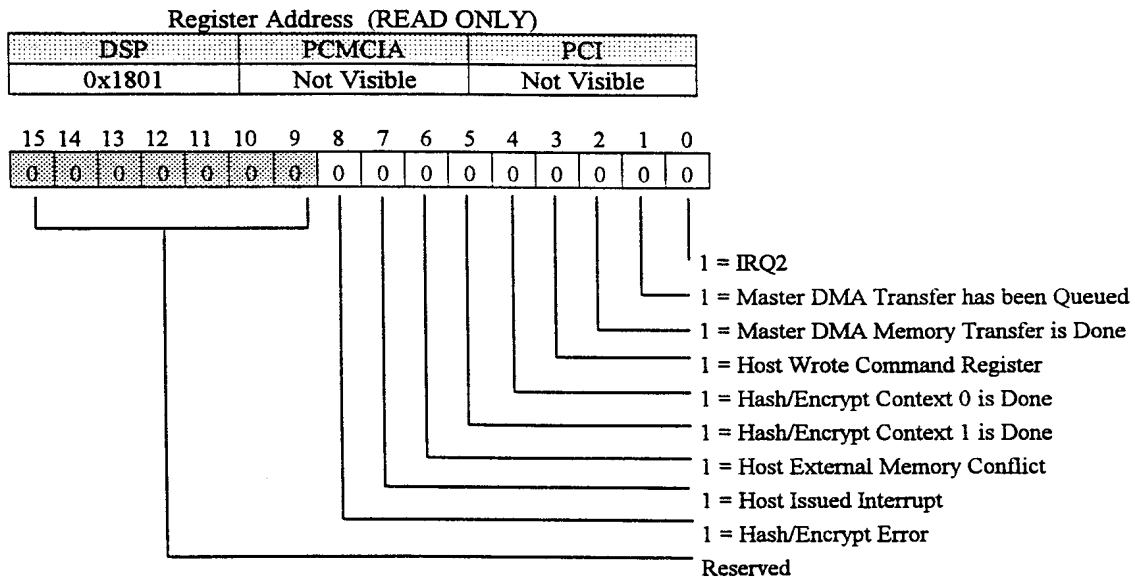 Register Address (READ ONLY)
DSP PCMCIA PCI
0x1801 Not Visible Not Visible
15 14 13 12 11 10 9 8 7 6 5 4 3 2 1 0
0 0 0 0 0 0 0 0 0 0 0 0 0 0 0 0
1 = IRQ2
1 = Master DMA Transfer has been Queued
1 = Master DMA Memory Transfer is Done
1 = Host Wrote Command Register
1 = Hash/Encrypt Context 0 is Done
1 = Hash/Encrypt Context 1 is Done
1 = Host External Memory Conflict
1 = Host Issued Interrupt
1 = Hash/Encrypt Error
Reserved